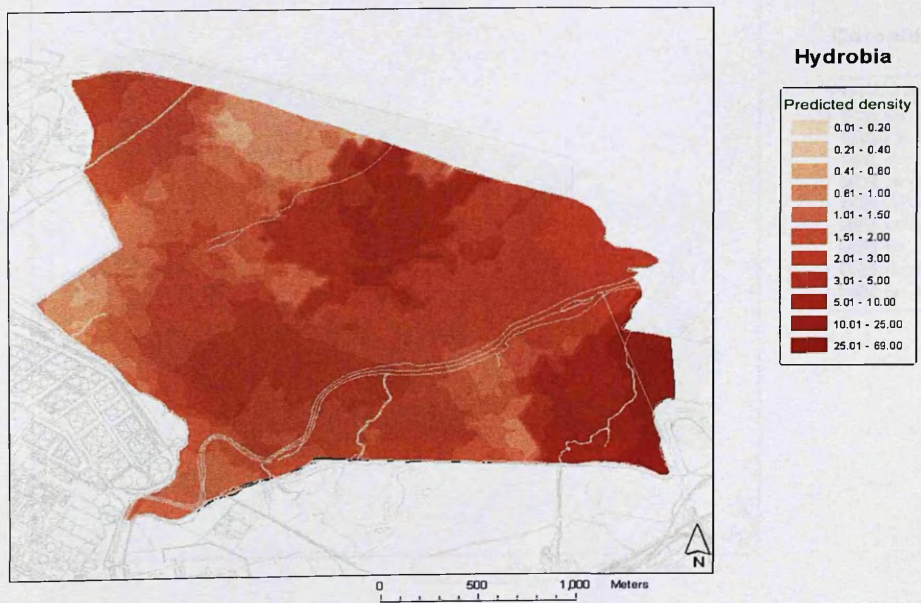 Hydrobia
Predicted density
0.01 - 0.20
0.21 - 0.40
0.41 - 0.60
0.61 - 1.00
1.01 - 1.50
1.51 - 2.00
2.01 - 3.00
3.01 - 5.00
5.01 - 10.00
10.01 - 25.00
25.01 - 69.00
N
0 500 1,000 Meters